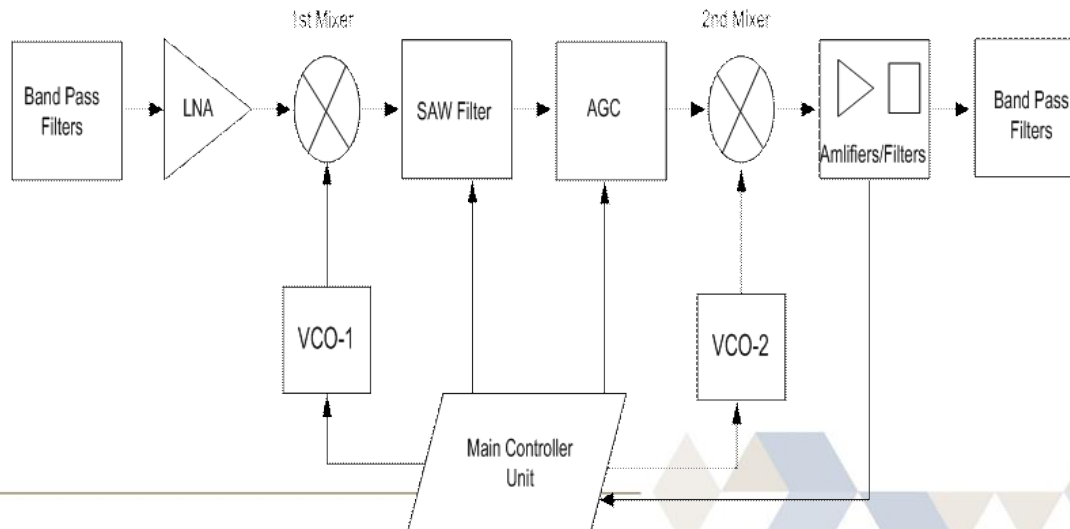 1st Mixer
2nd Mixer
Band Pass
Filters
LNA
SAW Filter
AGC
Amlifiers/Filters
Band Pass
Filters
VCO-1
VCO-2
Main Controller
Unit